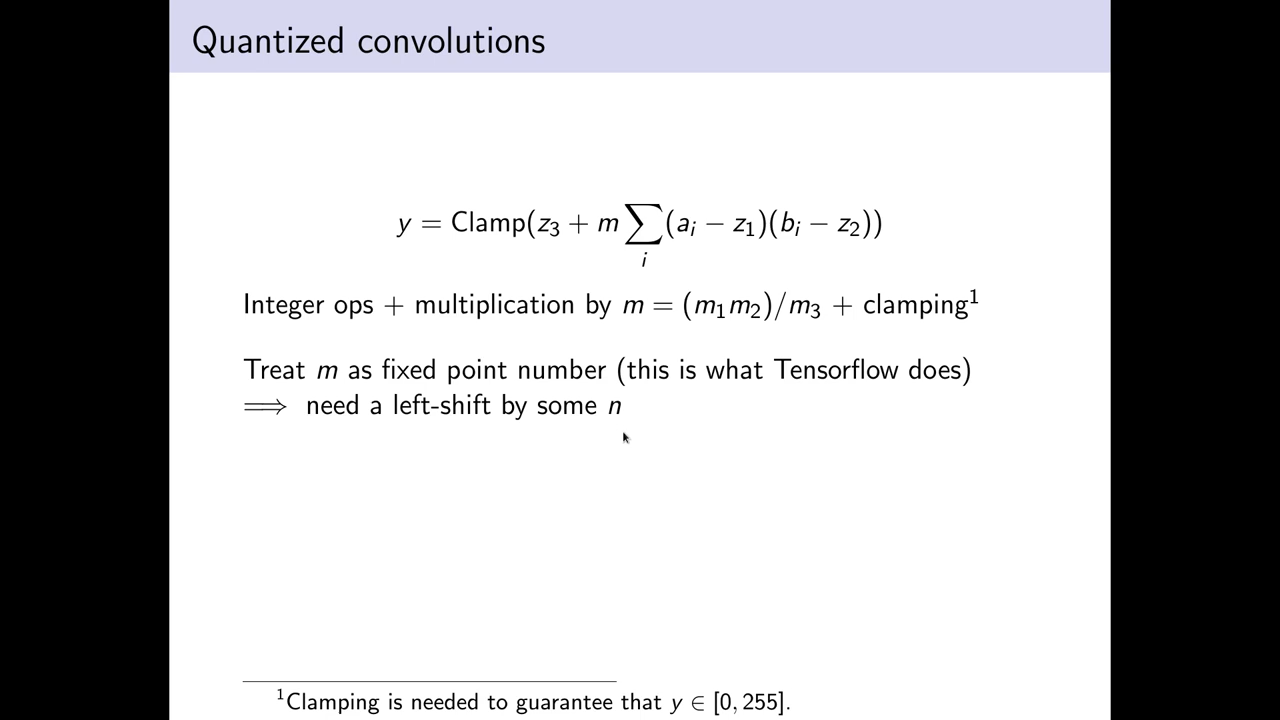 Quantized convolutions
y = Clamp(z₃ + m ∑ᵢ (aᵢ − z₁)(bᵢ − z₂))
Integer ops + multiplication by m = (m₁m₂)/m₃ + clamping¹
Treat m as fixed point number (this is what Tensorflow does)
⟹ need a left-shift by some n
¹Clamping is needed to guarantee that y ∈ [0, 255].